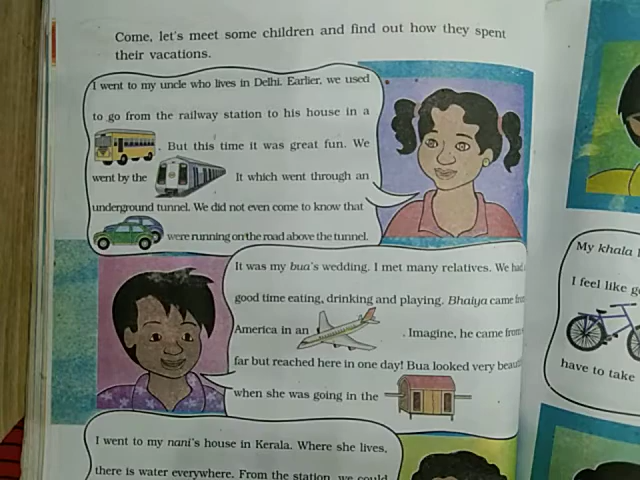 Come, let's meet some children and find out how they spent
their vacations.
I went to my uncle who lives in Delhi. Earlier, we used
to go from the railway station to his house in a
. But this time it was great fun. We
went by the It which went through an
underground tunnel. We did not even come to know that
were running on the road above the tunnel.
It was my bua's wedding. I met many relatives. We had
good time eating, drinking and playing. Bhaiya came
America in an . Imagine, he came
far but reached here in one day! Bua looked very
when she was going in the
I went to my nani's house in Kerala. Where she lives,
there is water everywhere. From the station, we could
My khala
I feel like
have to take